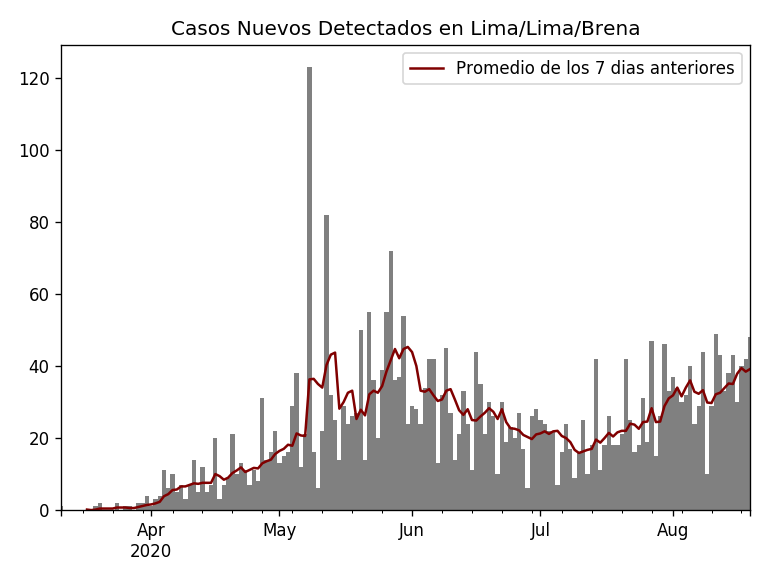 Casos Nuevos Detectados en Lima/Lima/Brena
Promedio de los 7 dias anteriores
120
100
80
60
40
20
0
Apr
2020
May
Jun
Jul
Aug